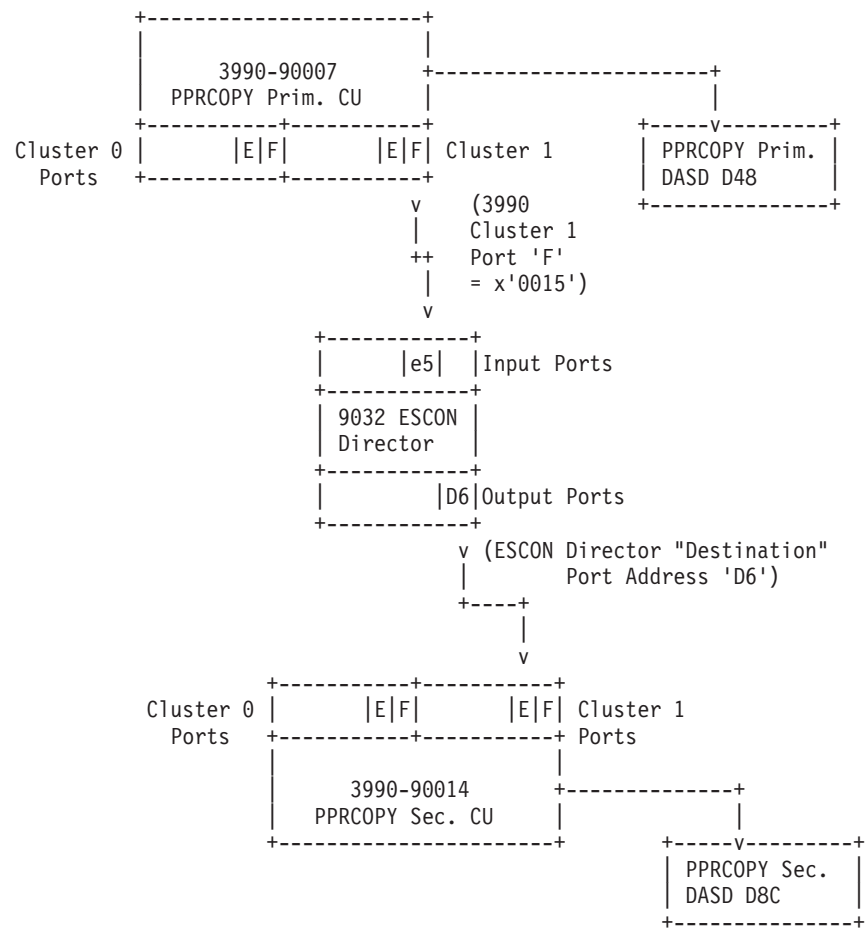 3990-90007
PPRCOPY Prim. CU
Cluster 0 E F E F Cluster 1 PPRCOPY Prim.
Ports DASD D48
(3990
Cluster 1
Port 'F'
= x'0015')
e5 Input Ports
9032 ESCON
Director
D6 Output Ports
(ESCON Director "Destination"
Port Address 'D6')
Cluster 0 E F E F Cluster 1
Ports Ports
3990-90014
PPRCOPY Sec. CU
PPRCOPY Sec.
DASD D8C